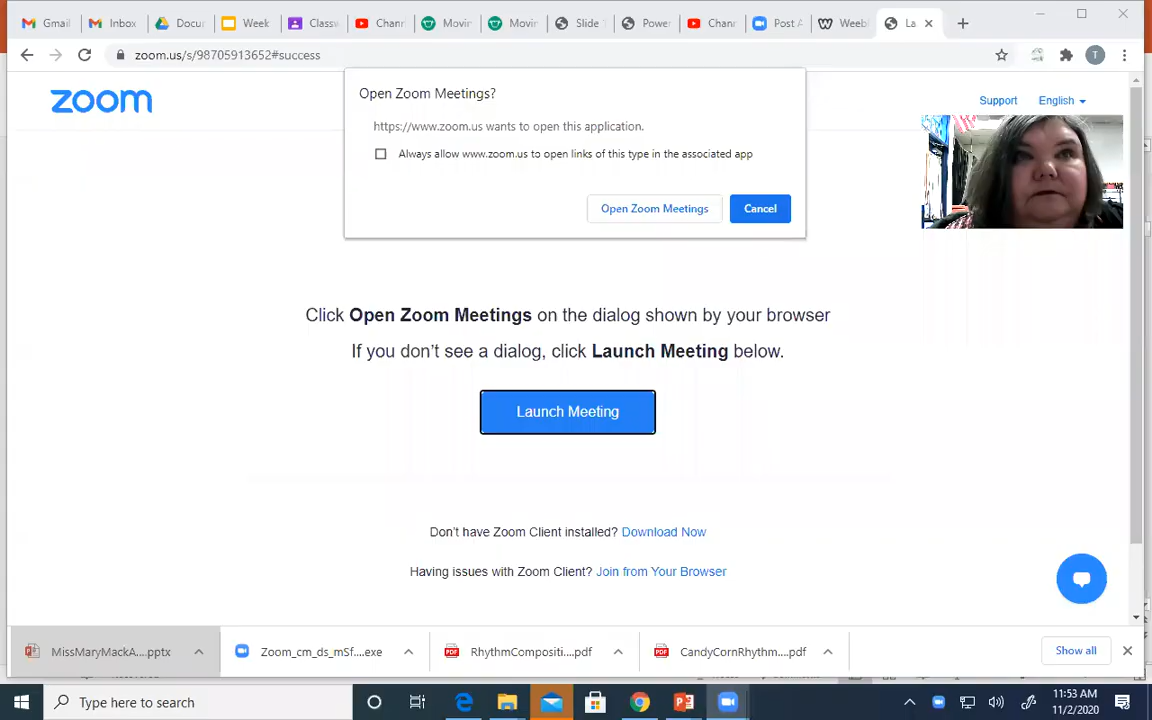 Gmail
Inbox
Docu
Week
Classw
Chann
Movin
Movin
Slide T
Power
Chann
Post A
Weebl
La
zoom.us/s/98705913652#success
T
zoom
Support
English
Open Zoom Meetings?
https://www.zoom.us wants to open this application.
Always allow www.zoom.us to open links of this type in the associated app
Open Zoom Meetings
Cancel
Click Open Zoom Meetings on the dialog shown by your browser
If you don't see a dialog, click Launch Meeting below.
Launch Meeting
Don't have Zoom Client installed? Download Now
Having issues with Zoom Client? Join from Your Browser
MissMaryMackA....pptx
Zoom_cm_ds_mSf....exe
RhythmCompositi....pdf
CandyCornRhythm....pdf
Show all
Type here to search
11:53 AM
11/2/2020